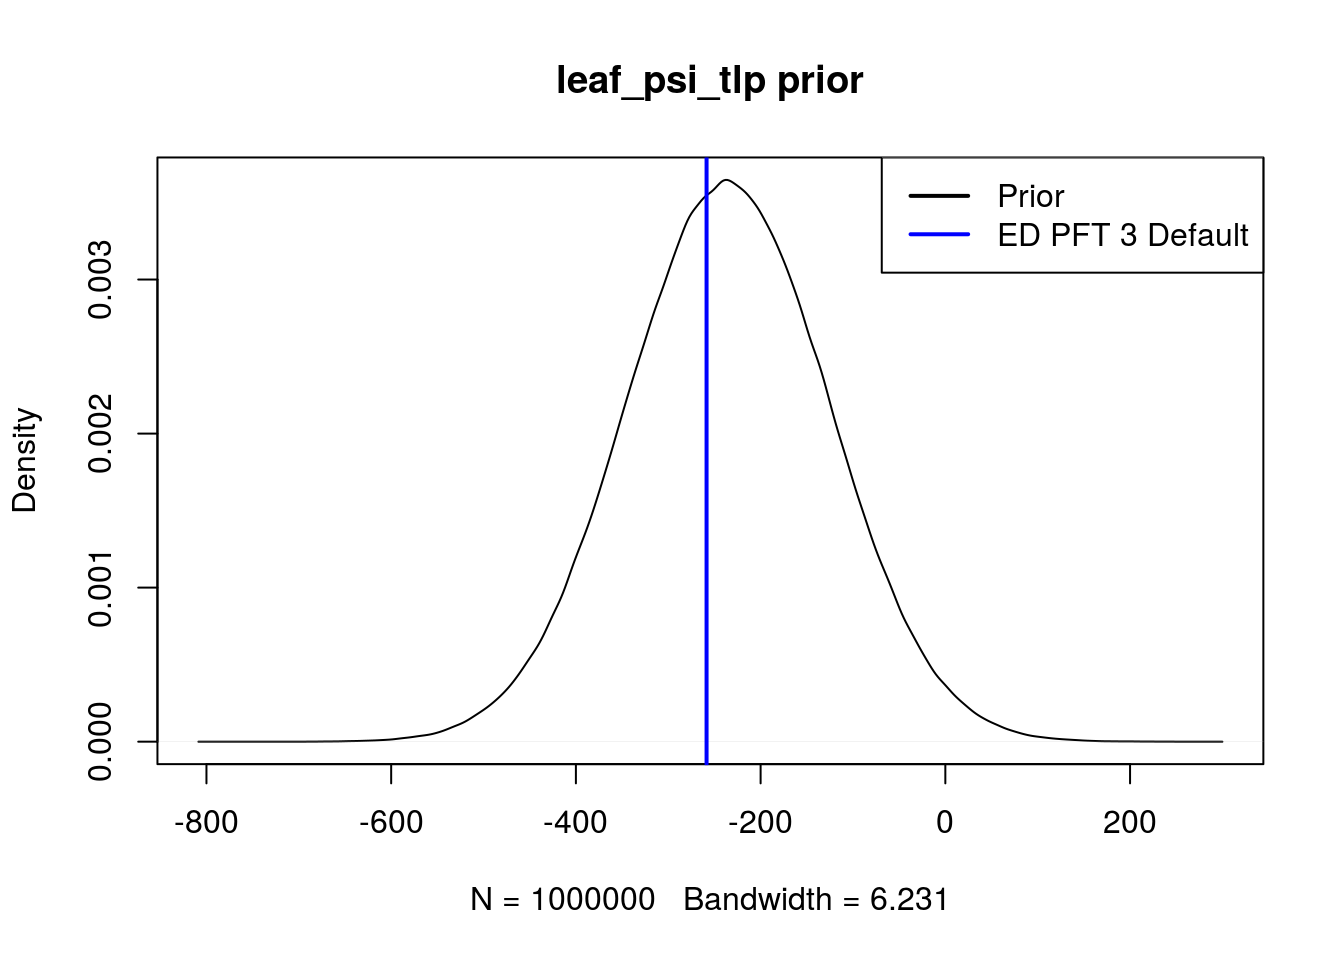 leaf_psi_tlp prior
Prior
ED PFT 3 Default
Density
0.003
0.002
0.001
0.000
-800 -600 -400 -200 0 200
N = 1000000 Bandwidth = 6.231